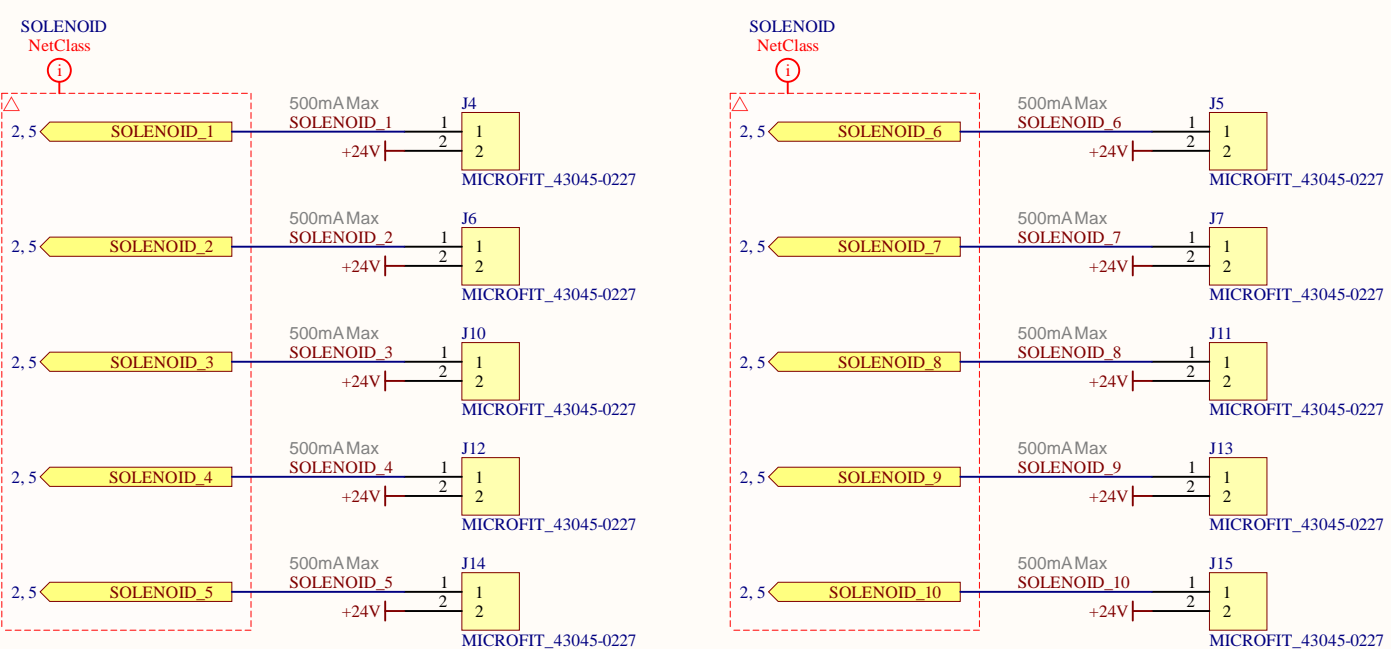 SOLENOID
NetClass
i
500mA Max
J4
2, 5 SOLENOID_1 SOLENOID_1 1 1
+24V 2 2
MICROFIT_43045-0227
500mA Max
J6
2, 5 SOLENOID_2 SOLENOID_2 1 1
+24V 2 2
MICROFIT_43045-0227
500mA Max
J10
2, 5 SOLENOID_3 SOLENOID_3 1 1
+24V 2 2
MICROFIT_43045-0227
500mA Max
J12
2, 5 SOLENOID_4 SOLENOID_4 1 1
+24V 2 2
MICROFIT_43045-0227
500mA Max
J14
2, 5 SOLENOID_5 SOLENOID_5 1 1
+24V 2 2
MICROFIT_43045-0227
SOLENOID
NetClass
i
500mA Max
J5
2, 5 SOLENOID_6 SOLENOID_6 1 1
+24V 2 2
MICROFIT_43045-0227
500mA Max
J7
2, 5 SOLENOID_7 SOLENOID_7 1 1
+24V 2 2
MICROFIT_43045-0227
500mA Max
J11
2, 5 SOLENOID_8 SOLENOID_8 1 1
+24V 2 2
MICROFIT_43045-0227
500mA Max
J13
2, 5 SOLENOID_9 SOLENOID_9 1 1
+24V 2 2
MICROFIT_43045-0227
500mA Max
J15
2, 5 SOLENOID_10 SOLENOID_10 1 1
+24V 2 2
MICROFIT_43045-0227